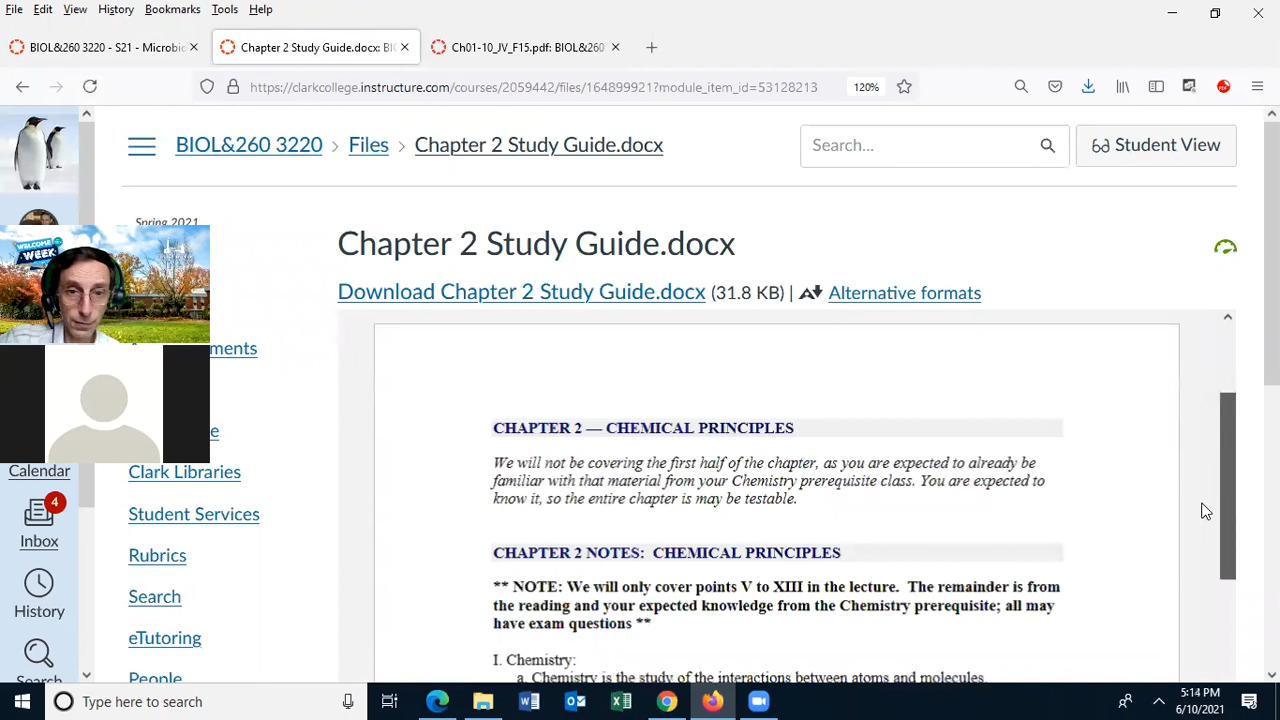 File Edit View History Bookmarks Tools Help
BIOL&260 3220 - S21 - Microbio
Chapter 2 Study Guide.docx: BIO
Ch01-10_JV_F15.pdf: BIOL&260
https://clarkcollege.instructure.com/courses/2059442/files/164899921?module_item_id=53128213
120%
BIOL&260 3220 > Files > Chapter 2 Study Guide.docx
Search...
Student View
Spring 2021
WELCOME
WEEK
Chapter 2 Study Guide.docx
Download Chapter 2 Study Guide.docx (31.8 KB) | Alternative formats
ments
CHAPTER 2 — CHEMICAL PRINCIPLES
We will not be covering the first half of the chapter, as you are expected to already be
familiar with that material from your Chemistry prerequisite class. You are expected to
know it, so the entire chapter is may be testable.
CHAPTER 2 NOTES: CHEMICAL PRINCIPLES
** NOTE: We will only cover points V to XIII in the lecture. The remainder is from
the reading and your expected knowledge from the Chemistry prerequisite; all may
have exam questions **
I. Chemistry:
a. Chemistry is the study of the interactions between atoms and molecules.
Calendar
4
Inbox
History
Search
ce
Clark Libraries
Student Services
Rubrics
Search
eTutoring
People
Type here to search
5:14 PM
6/10/2021